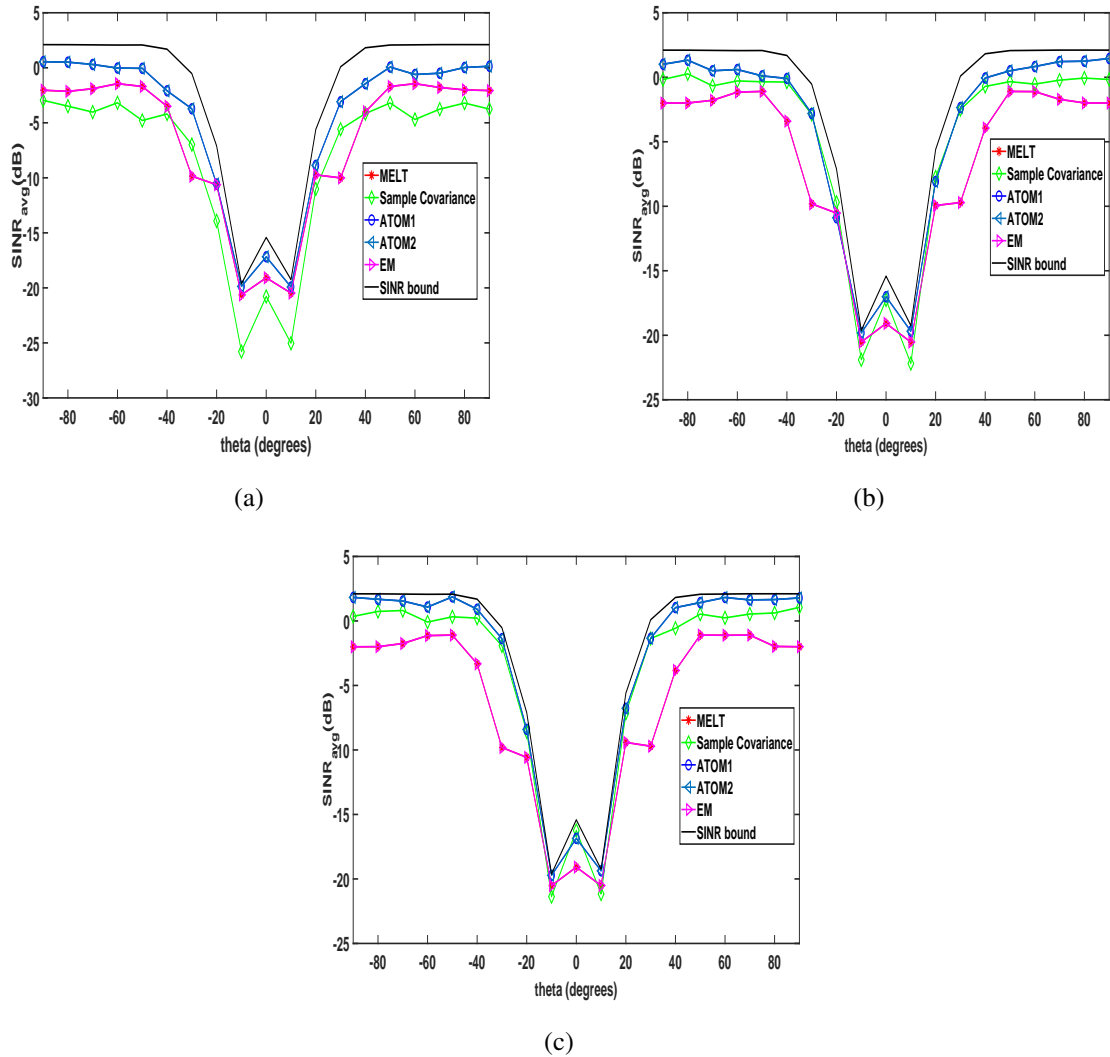 5
0
-5
-10
-15
-20
-25
-30
SINR avg (dB)
-80 -60 -40 -20 0 20 40 60 80
theta (degrees)
MELT
Sample Covariance
ATOM1
ATOM2
EM
SINR bound
(a)
5
0
-5
-10
-15
-20
-25
SINR avg (dB)
-80 -60 -40 -20 0 20 40 60 80
theta (degrees)
MELT
Sample Covariance
ATOM1
ATOM2
EM
SINR bound
(b)
5
0
-5
-10
-15
-20
-25
SINR avg (dB)
-80 -60 -40 -20 0 20 40 60 80
theta (degrees)
MELT
Sample Covariance
ATOM1
ATOM2
EM
SINR bound
(c)